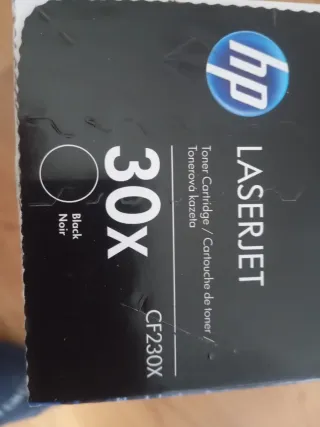 hp
LASERJET
Toner Cartridge / Cartouche de toner /
Tonerová kazeta
30X
CF230X
Black
Noir